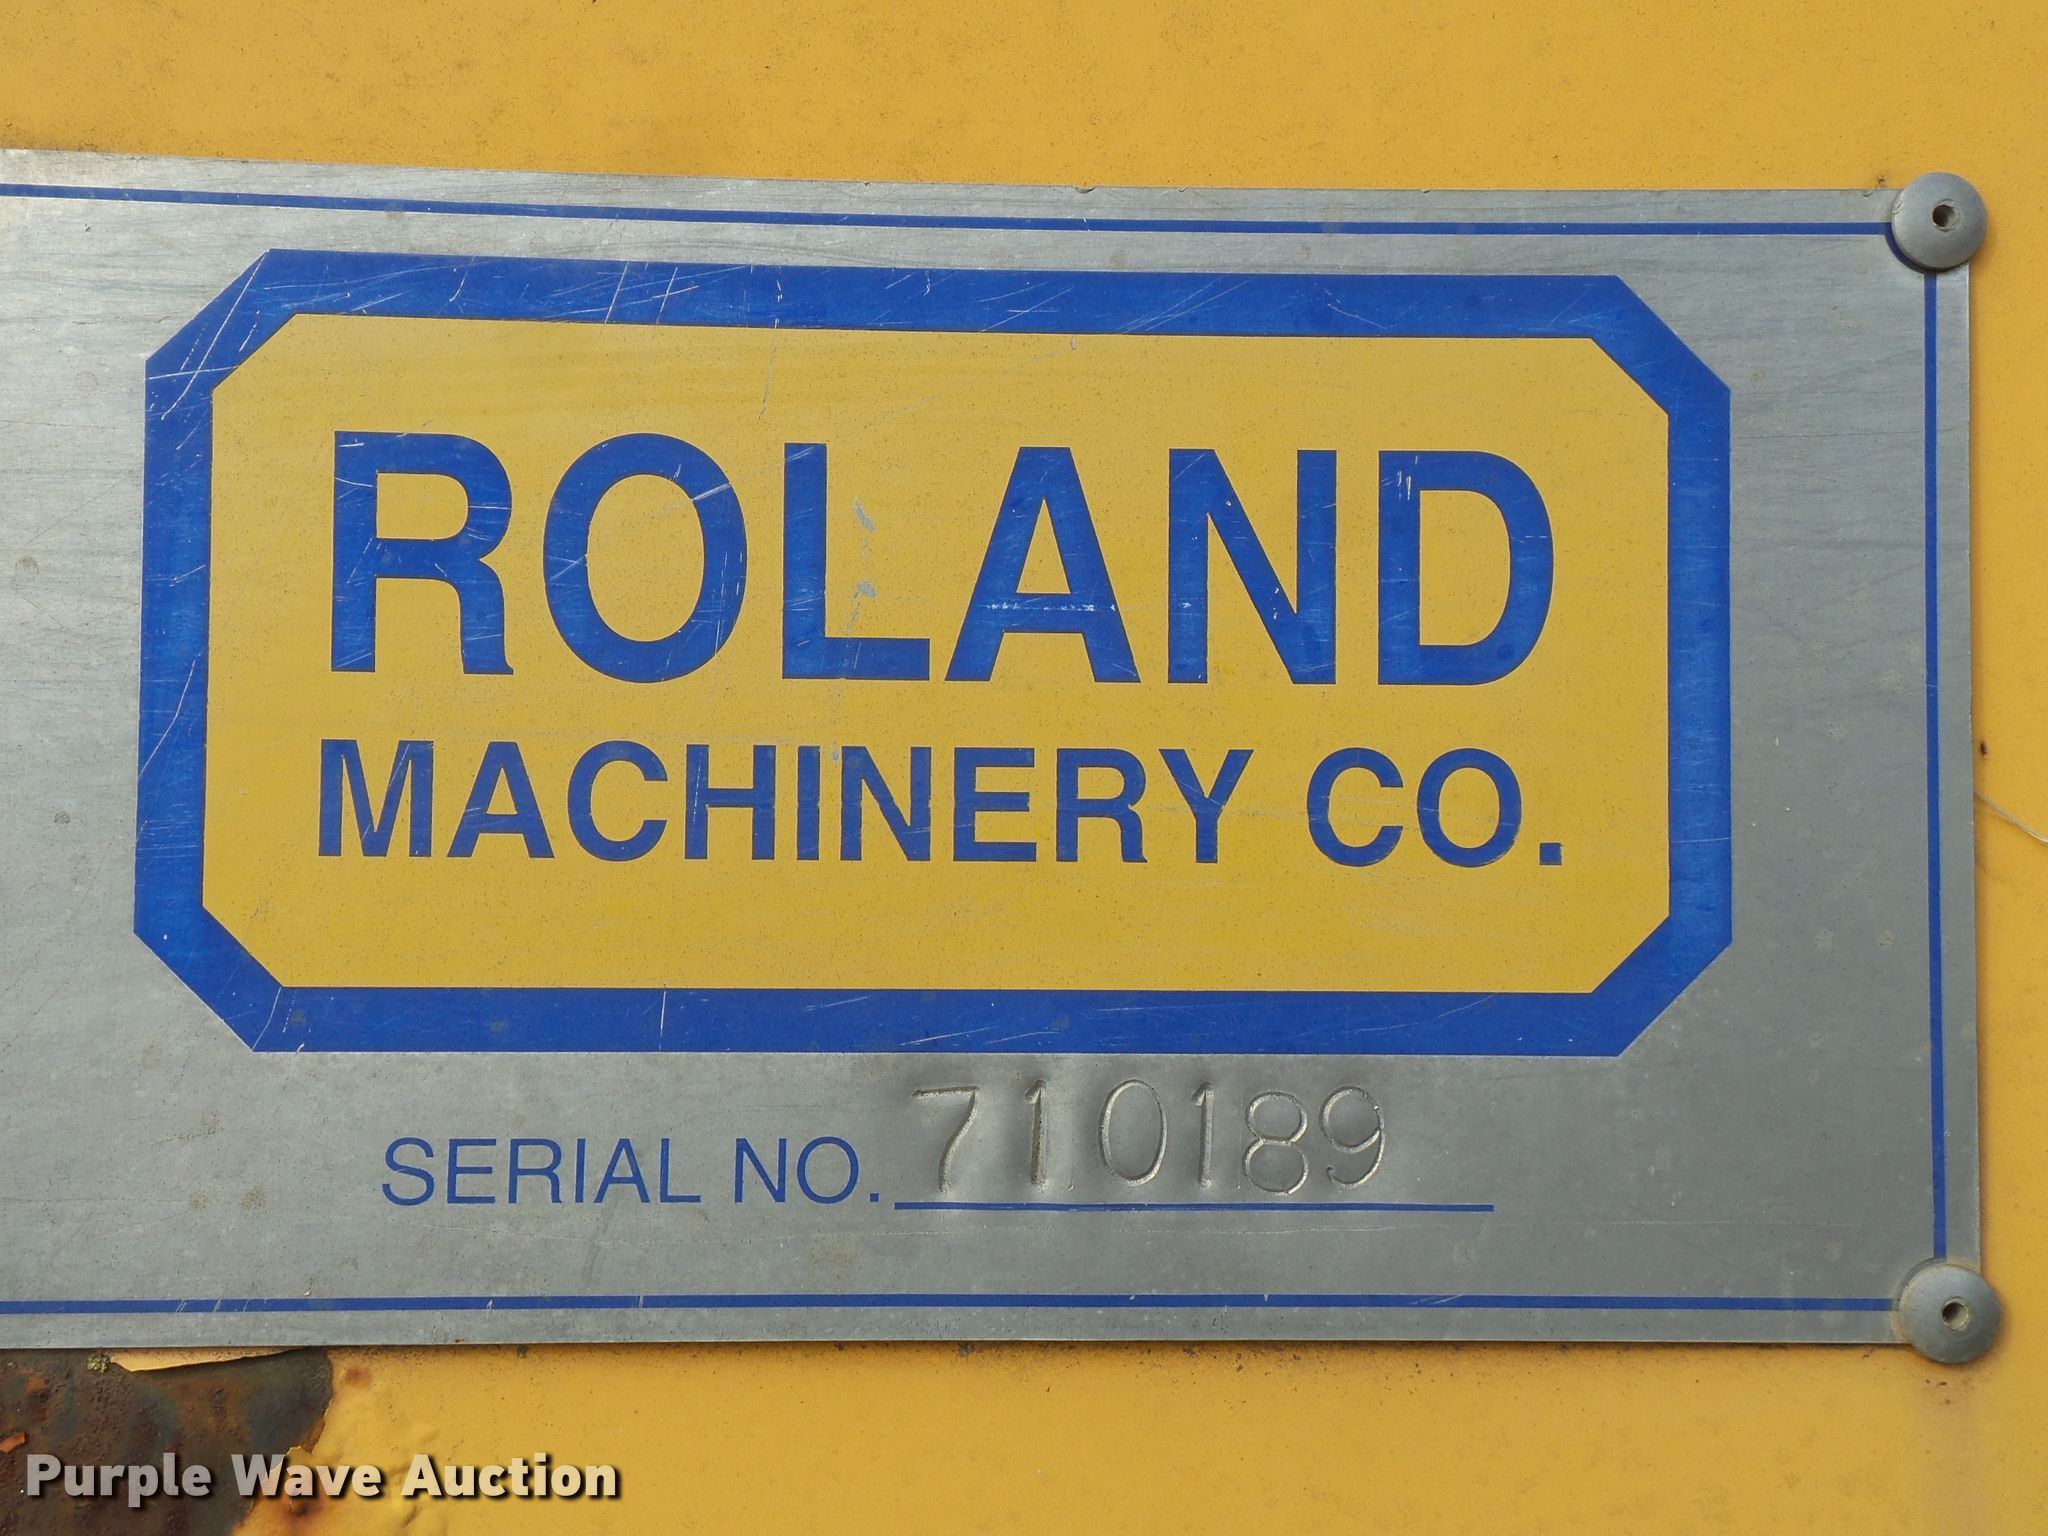 ROLAND
MACHINERY CO.
SERIAL NO. 710189
Purple Wave Auction